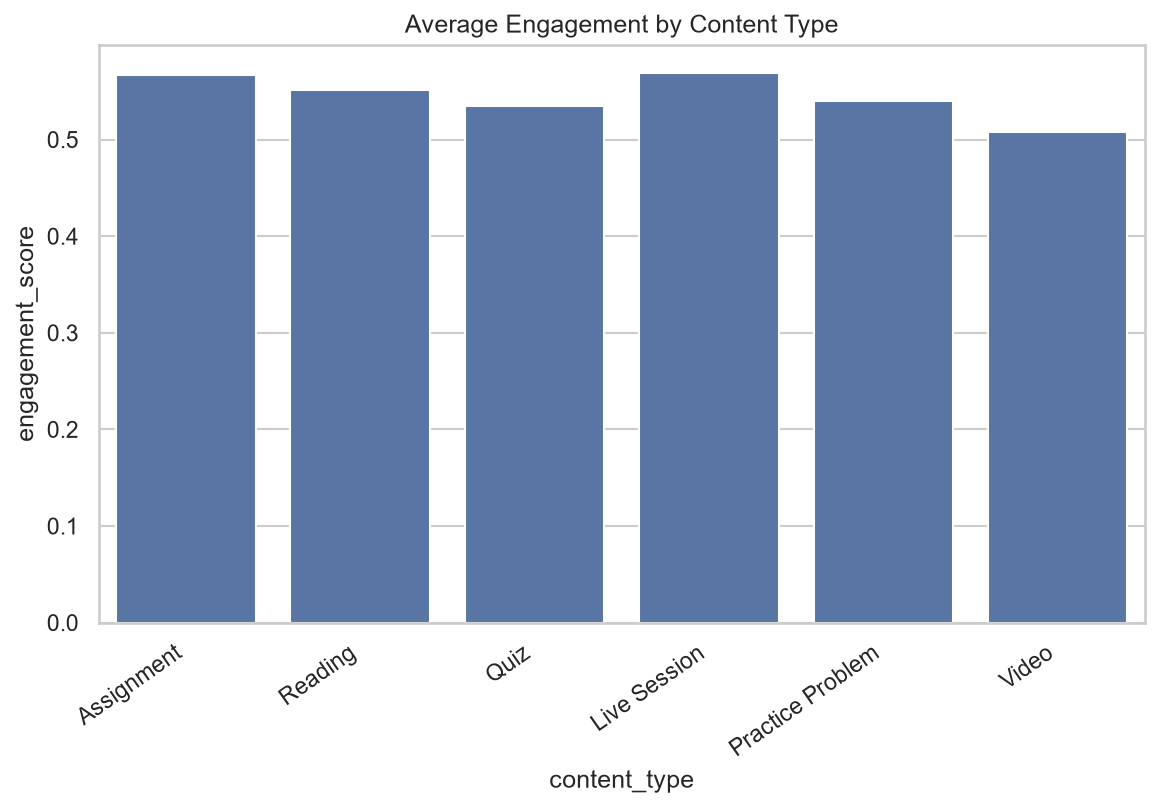 Average Engagement by Content Type
engagement_score
0.5
0.4
0.3
0.2
0.1
0.0
Assignment
Reading
Quiz
Live Session
Practice Problem
Video
content_type